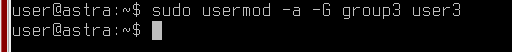 user@astra:~$ sudo usermod -a -G group3 user3
user@astra:~$